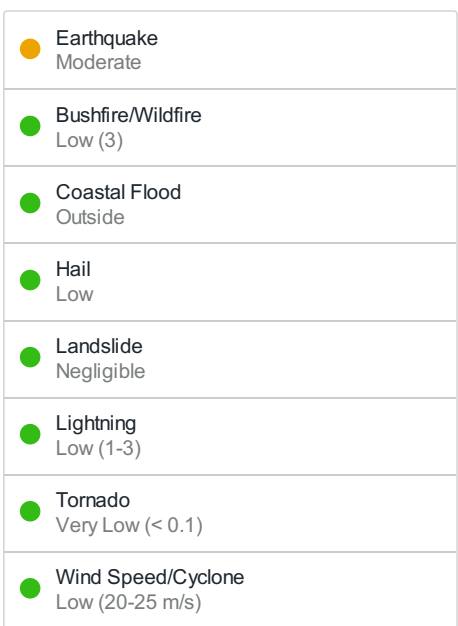 Earthquake
Moderate
Bushfire/Wildfire
Low (3)
Coastal Flood
Outside
Hail
Low
Landslide
Negligible
Lightning
Low (1-3)
Tornado
Very Low (< 0.1)
Wind Speed/Cyclone
Low (20-25 m/s)